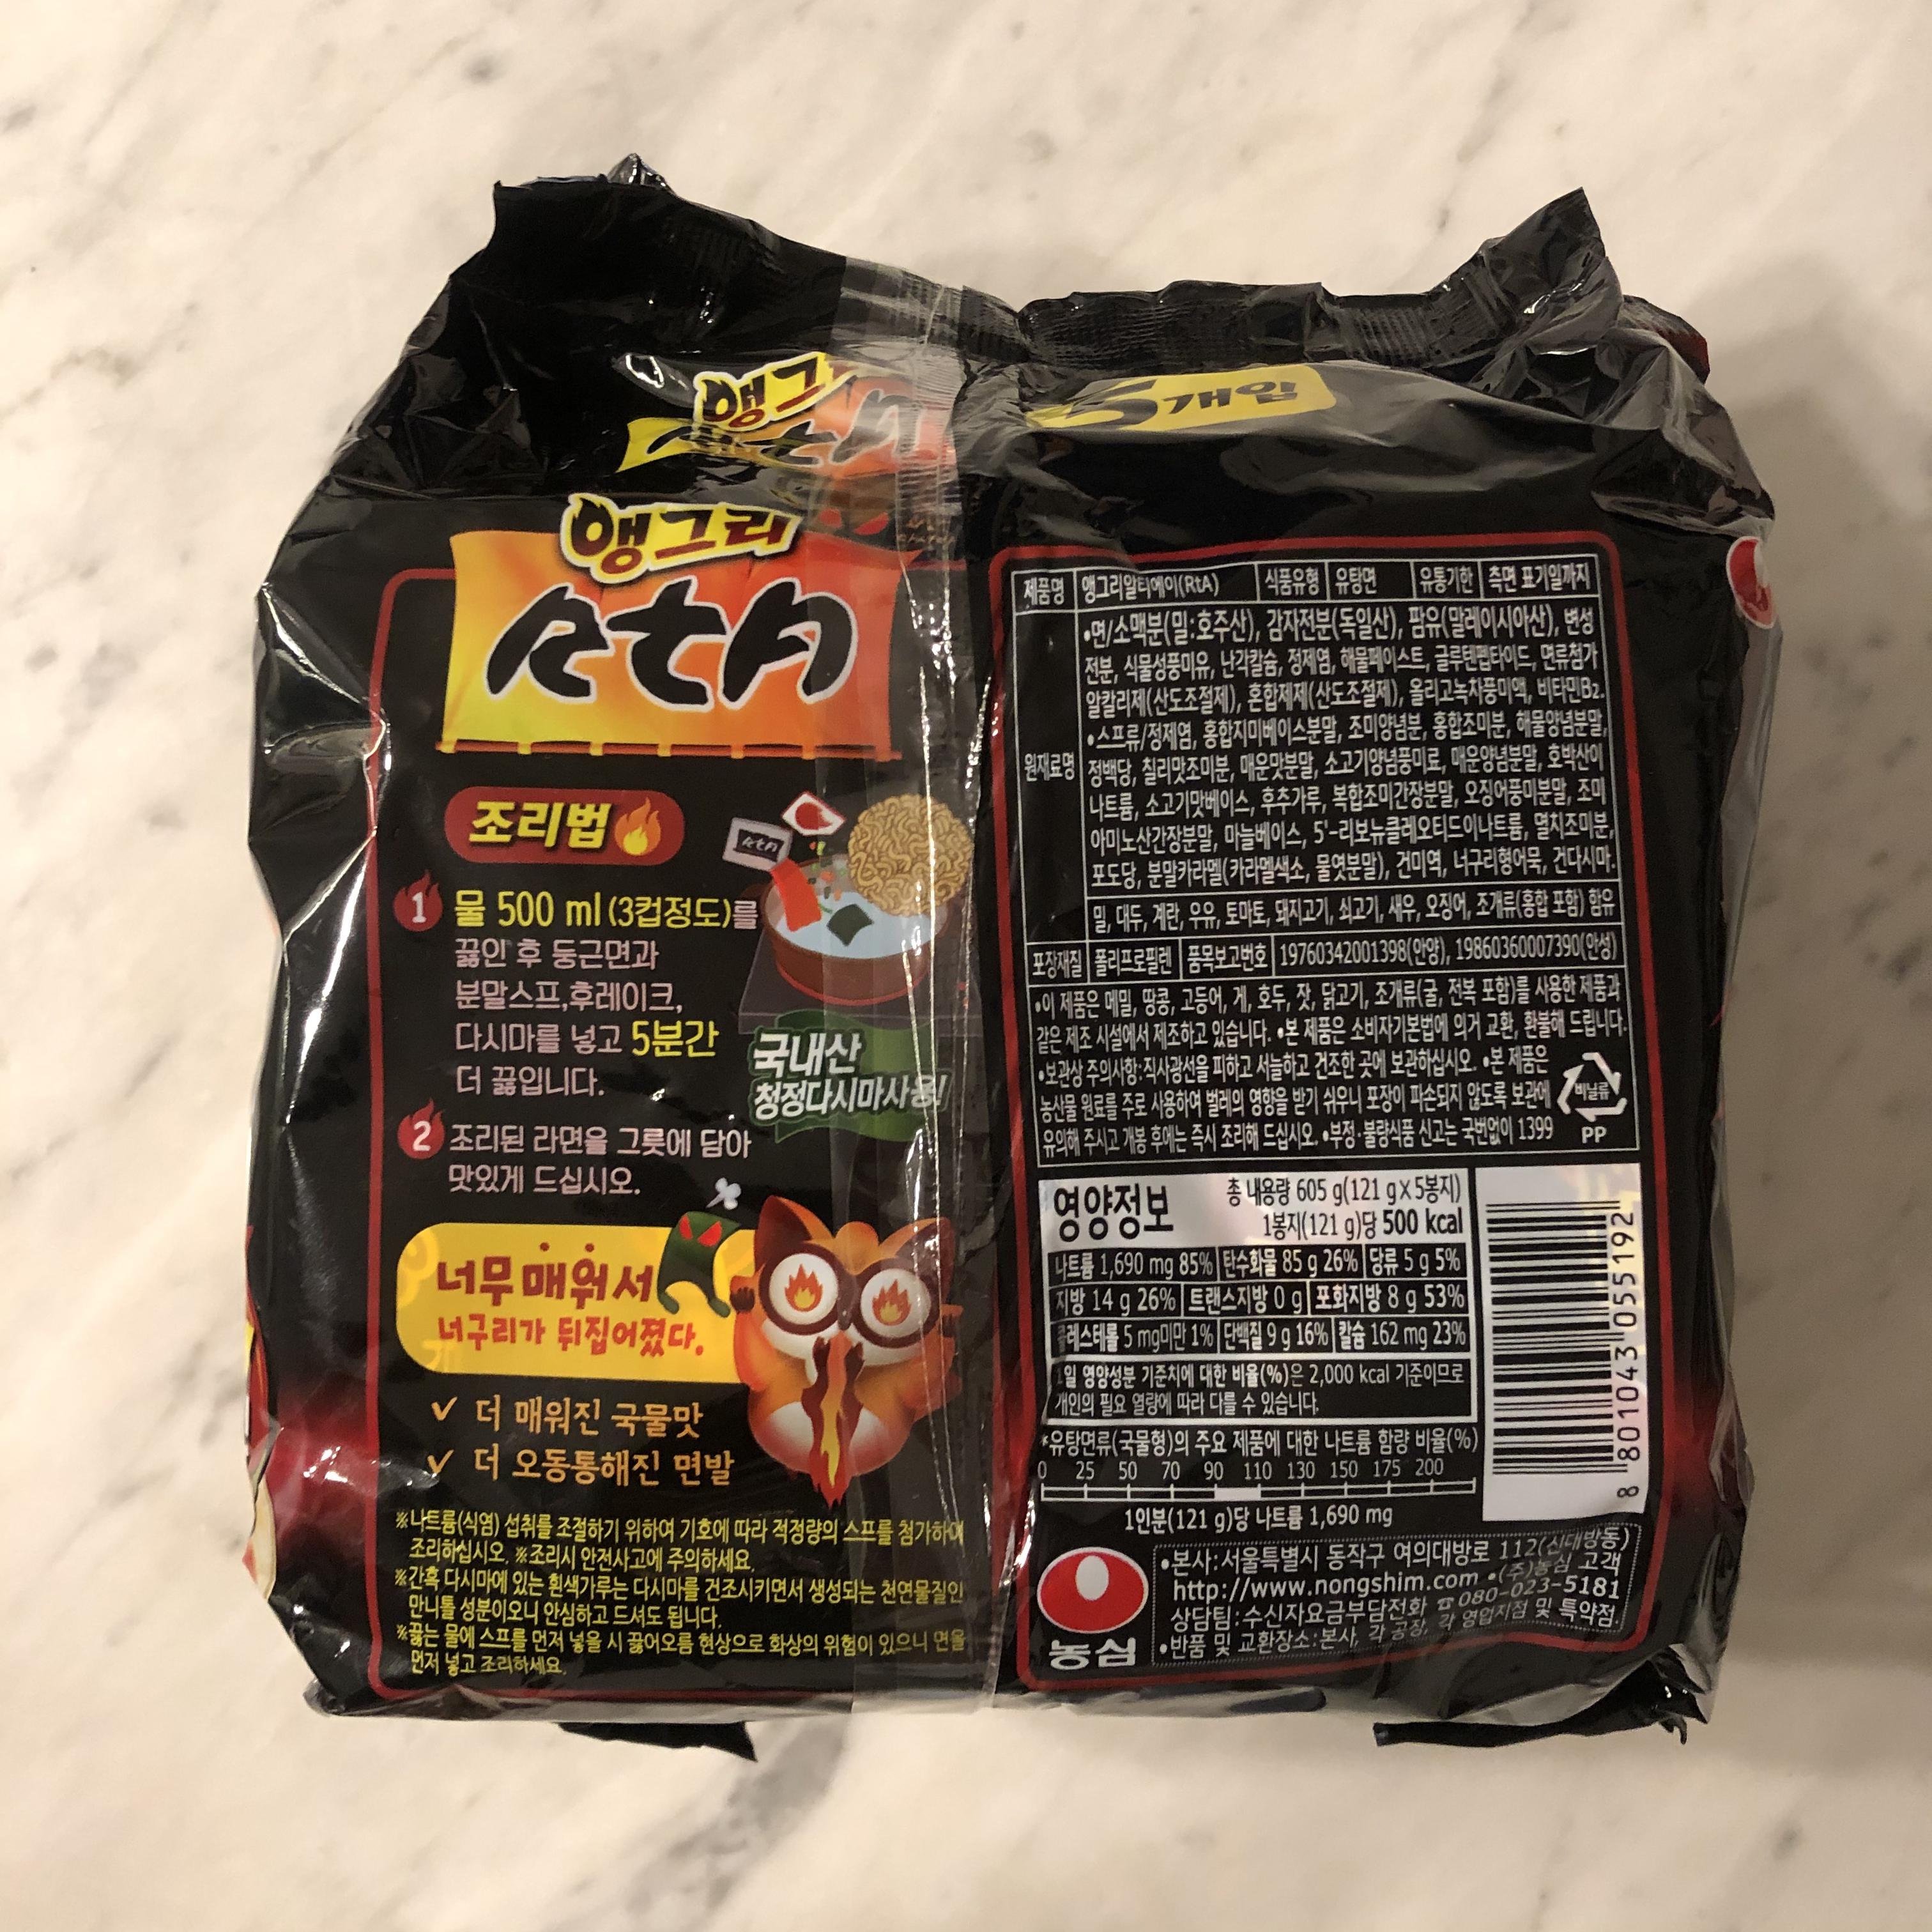 앵그
RtA
5개입
앵그리
RtA
조리법
1 물 500 ml (3컵정도)를
끓인 후 둥근면과
분말스프,후레이크,
다시마를 넣고 5분간
더 끓입니다.
RtA
국내산
청정다시마사용!
2 조리된 라면을 그릇에 담아
맛있게 드십시오.
너무 매워서
너구리가 뒤집어졌다.
✓ 더 매워진 국물맛
✓ 더 오동통해진 면발
※나트륨(식염) 섭취를 조절하기 위하여 기호에 따라 적정량의 스프를 첨가하여
조리하십시오. ※조리시 안전사고에 주의하세요.
※간혹 다시마에 있는 흰색가루는 다시마를 건조시키면서 생성되는 천연물질인
만니톨 성분이오니 안심하고 드셔도 됩니다.
※끓는 물에 스프를 먼저 넣을 시 끓어오름 현상으로 화상의 위험이 있으니 면을
먼저 넣고 조리하세요.
제품명 앵그리알티에이(RtA) 식품유형 유탕면 유통기한 측면 표기일까지
원재료명
•면/소맥분(밀:호주산), 감자전분(독일산), 팜유(말레이시아산), 변성
전분, 식물성풍미유, 난각칼슘, 정제염, 해물페이스트, 글루텐펩타이드, 면류첨가
알칼리제(산도조절제), 혼합제제(산도조절제), 올리고녹차풍미액, 비타민B2.
•스프류/정제염, 홍합지미베이스분말, 조미양념분, 홍합조미분, 해물양념분말,
정백당, 칠리맛조미분, 매운맛분말, 소고기양념풍미료, 매운양념분말, 호박산이
나트륨, 소고기맛베이스, 후추가루, 복합조미간장분말, 오징어풍미분말, 조미
아미노산간장분말, 마늘베이스, 5'-리보뉴클레오티드이나트륨, 멸치조미분,
포도당, 분말카라멜(카라멜색소, 물엿분말), 건미역, 너구리형어묵, 건다시마.
밀, 대두, 계란, 우유, 토마토, 돼지고기, 쇠고기, 새우, 오징어, 조개류(홍합 포함) 함유
포장재질 폴리프로필렌 품목보고번호 19760342001398(안양), 19860360007390(안성)
•이 제품은 메밀, 땅콩, 고등어, 게, 호두, 잣, 닭고기, 조개류(굴, 전복 포함)를 사용한 제품과
같은 제조 시설에서 제조하고 있습니다. •본 제품은 소비자기본법에 의거 교환, 환불해 드립니다.
•보관상 주의사항:직사광선을 피하고 서늘하고 건조한 곳에 보관하십시오. •본 제품은
농산물 원료를 주로 사용하여 벌레의 영향을 받기 쉬우니 포장이 파손되지 않도록 보관에
유의해 주시고 개봉 후에는 즉시 조리해 드십시오. •부정·불량식품 신고는 국번없이 1399
비닐류
PP
영양정보
총 내용량 605 g(121 g×5봉지)
1봉지(121 g)당 500 kcal
나트륨 1,690 mg 85% 탄수화물 85 g 26% 당류 5 g 5%
지방 14 g 26% 트랜스지방 0 g 포화지방 8 g 53%
콜레스테롤 5 mg미만 1% 단백질 9 g 16% 칼슘 162 mg 23%
1일 영양성분 기준치에 대한 비율(%)은 2,000 kcal 기준이므로
개인의 필요 열량에 따라 다를 수 있습니다.
*유탕면류(국물형)의 주요 제품에 대한 나트륨 함량 비율(%)
0 25 50 70 90 110 130 150 175 200
1인분(121 g)당 나트륨 1,690 mg
8 801043 055192
농심
•본사:서울특별시 동작구 여의대방로 112(신대방동)
http://www.nongshim.com •(주)농심 고객
상담팀:수신자요금부담전화 ☎080-023-5181
•반품 및 교환장소:본사, 각 공장, 각 영업지점 및 특약점.